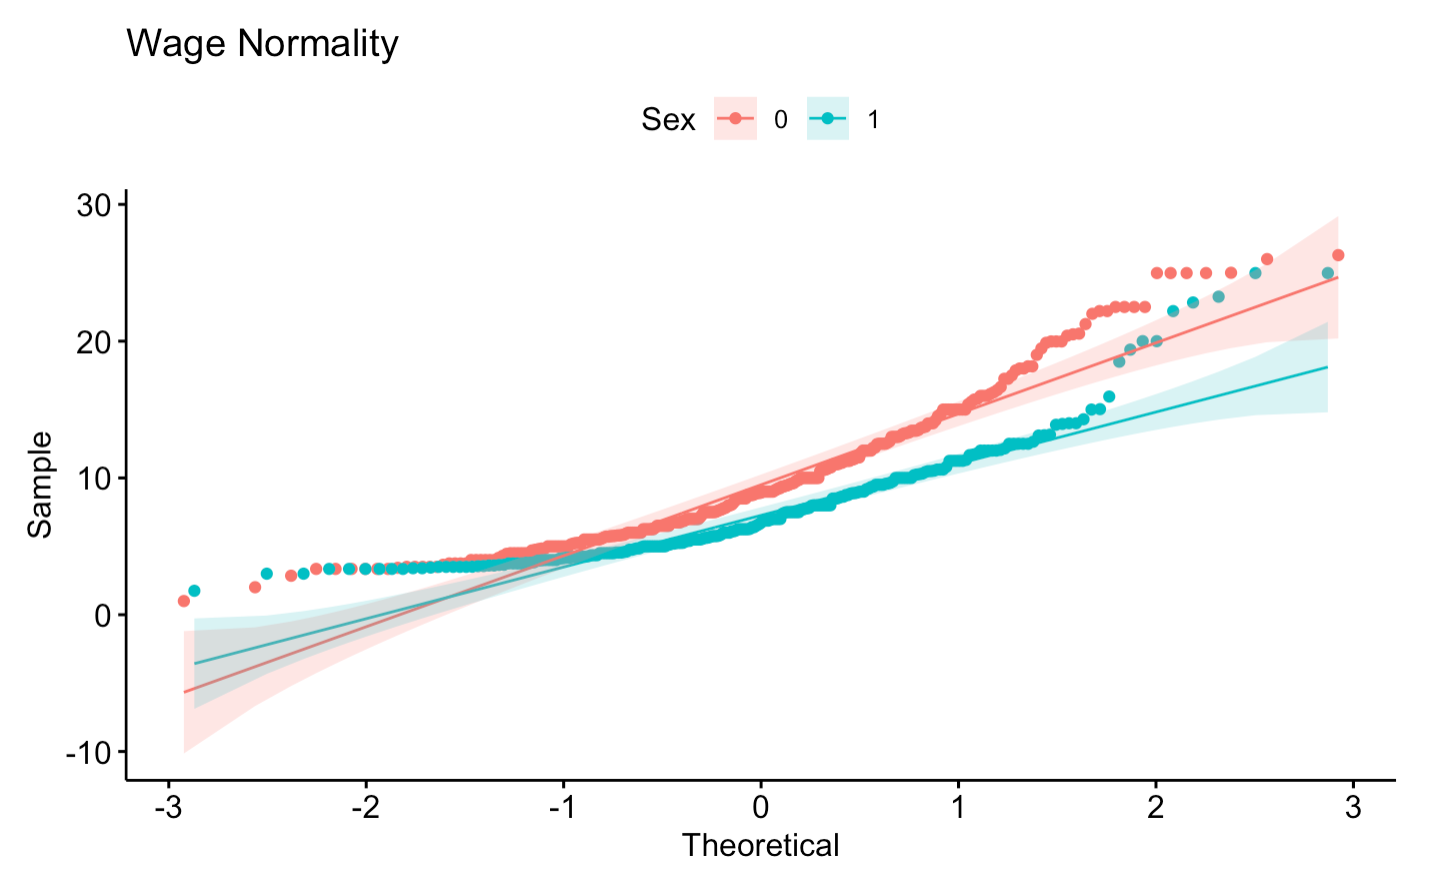 Wage Normality
Sex 0 1
30
20
10
0
-10
Sample
-3 -2 -1 0 1 2 3
Theoretical